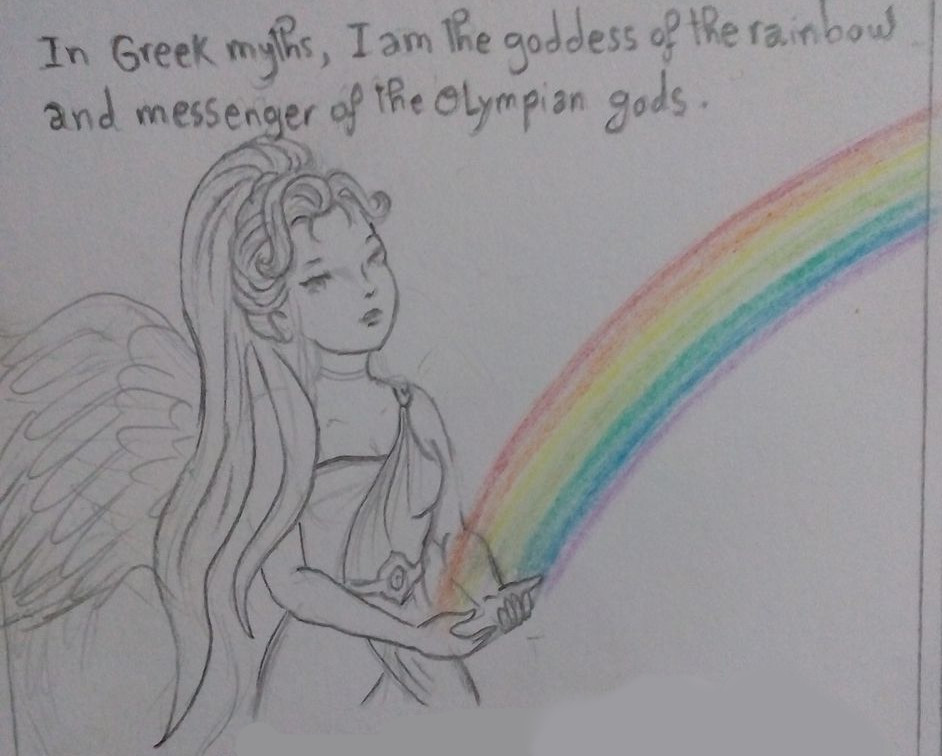 In Greek myths, I am the goddess of the rainbow
and messenger of the Olympian gods.